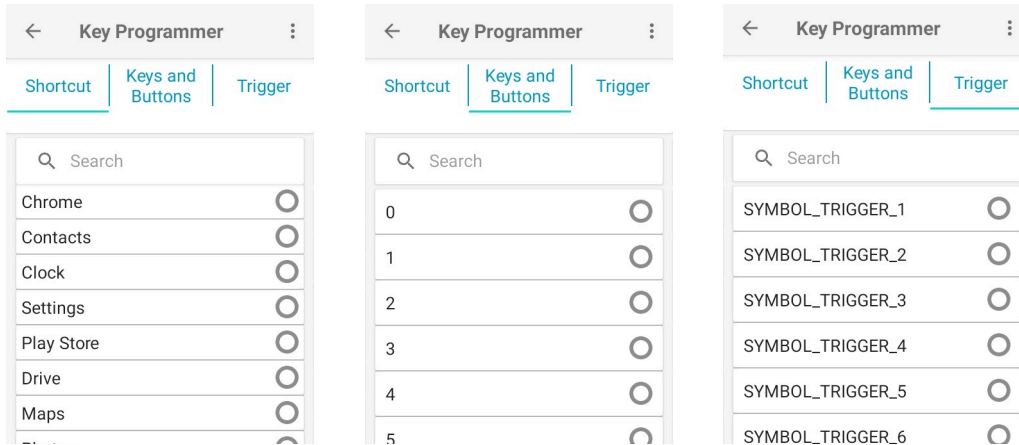 Key Programmer
Shortcut
Keys and
Buttons
Trigger
Search
Chrome
Contacts
Clock
Settings
Play Store
Drive
Maps
Key Programmer
Shortcut
Keys and
Buttons
Trigger
Search
0
1
2
3
4
5
Key Programmer
Shortcut
Keys and
Buttons
Trigger
Search
SYMBOL_TRIGGER_1
SYMBOL_TRIGGER_2
SYMBOL_TRIGGER_3
SYMBOL_TRIGGER_4
SYMBOL_TRIGGER_5
SYMBOL_TRIGGER_6